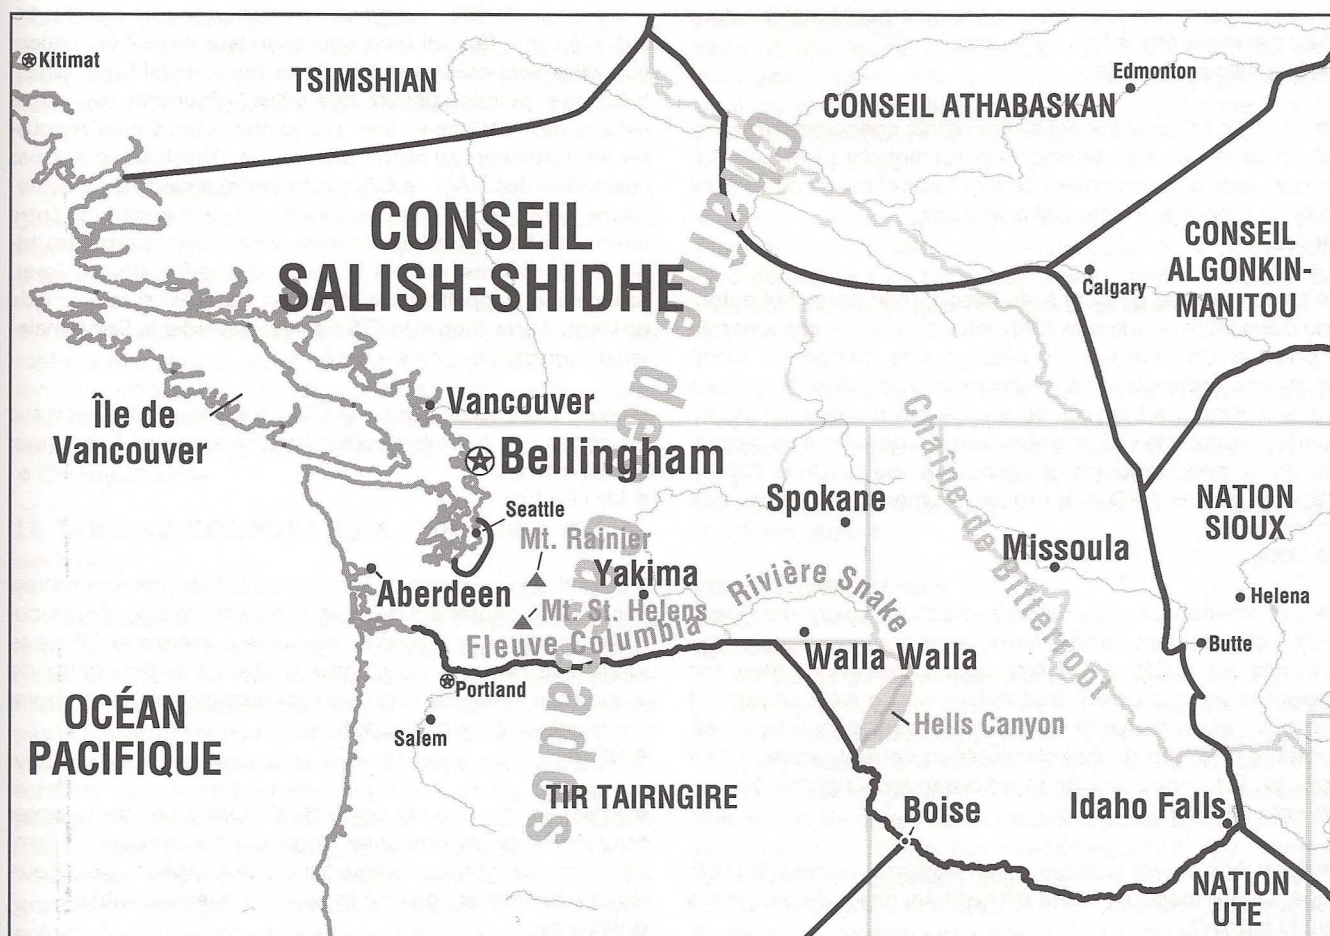 Kitimat
TSIMSHIAN
Edmonton
CONSEIL ATHABASKAN
CONSEIL
SALISH-SHIDHE
CONSEIL
ALGONKIN-
MANITOU
Calgary
Chaîne des Cascades
Île de
Vancouver
Vancouver
Bellingham
Chaîne de Bitterroot
Spokane
NATION
SIOUX
Seattle
Mt. Rainier
Missoula
Yakima
Rivière Snake
Helena
Aberdeen
Mt. St. Helens
Fleuve Columbia
Butte
Walla Walla
Portland
OCÉAN
PACIFIQUE
Salem
Hells Canyon
TIR TAIRNGIRE
Boise
Idaho Falls
NATION
UTE